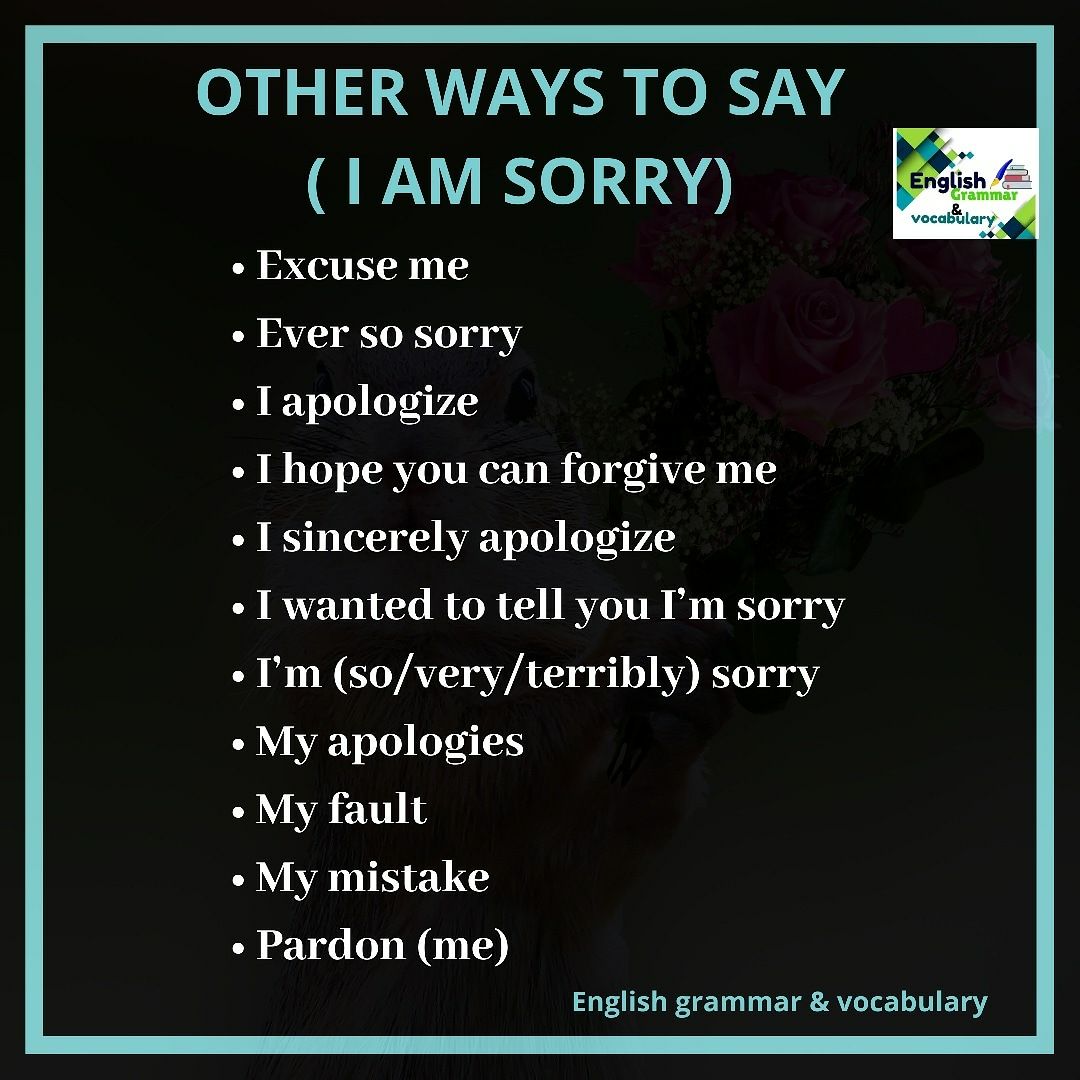 OTHER WAYS TO SAY
( I AM SORRY)
English
Grammar
&
vocabulary
• Excuse me
• Ever so sorry
• I apologize
• I hope you can forgive me
• I sincerely apologize
• I wanted to tell you I’m sorry
• I’m (so/very/terribly) sorry
• My apologies
• My fault
• My mistake
• Pardon (me)
English grammar & vocabulary